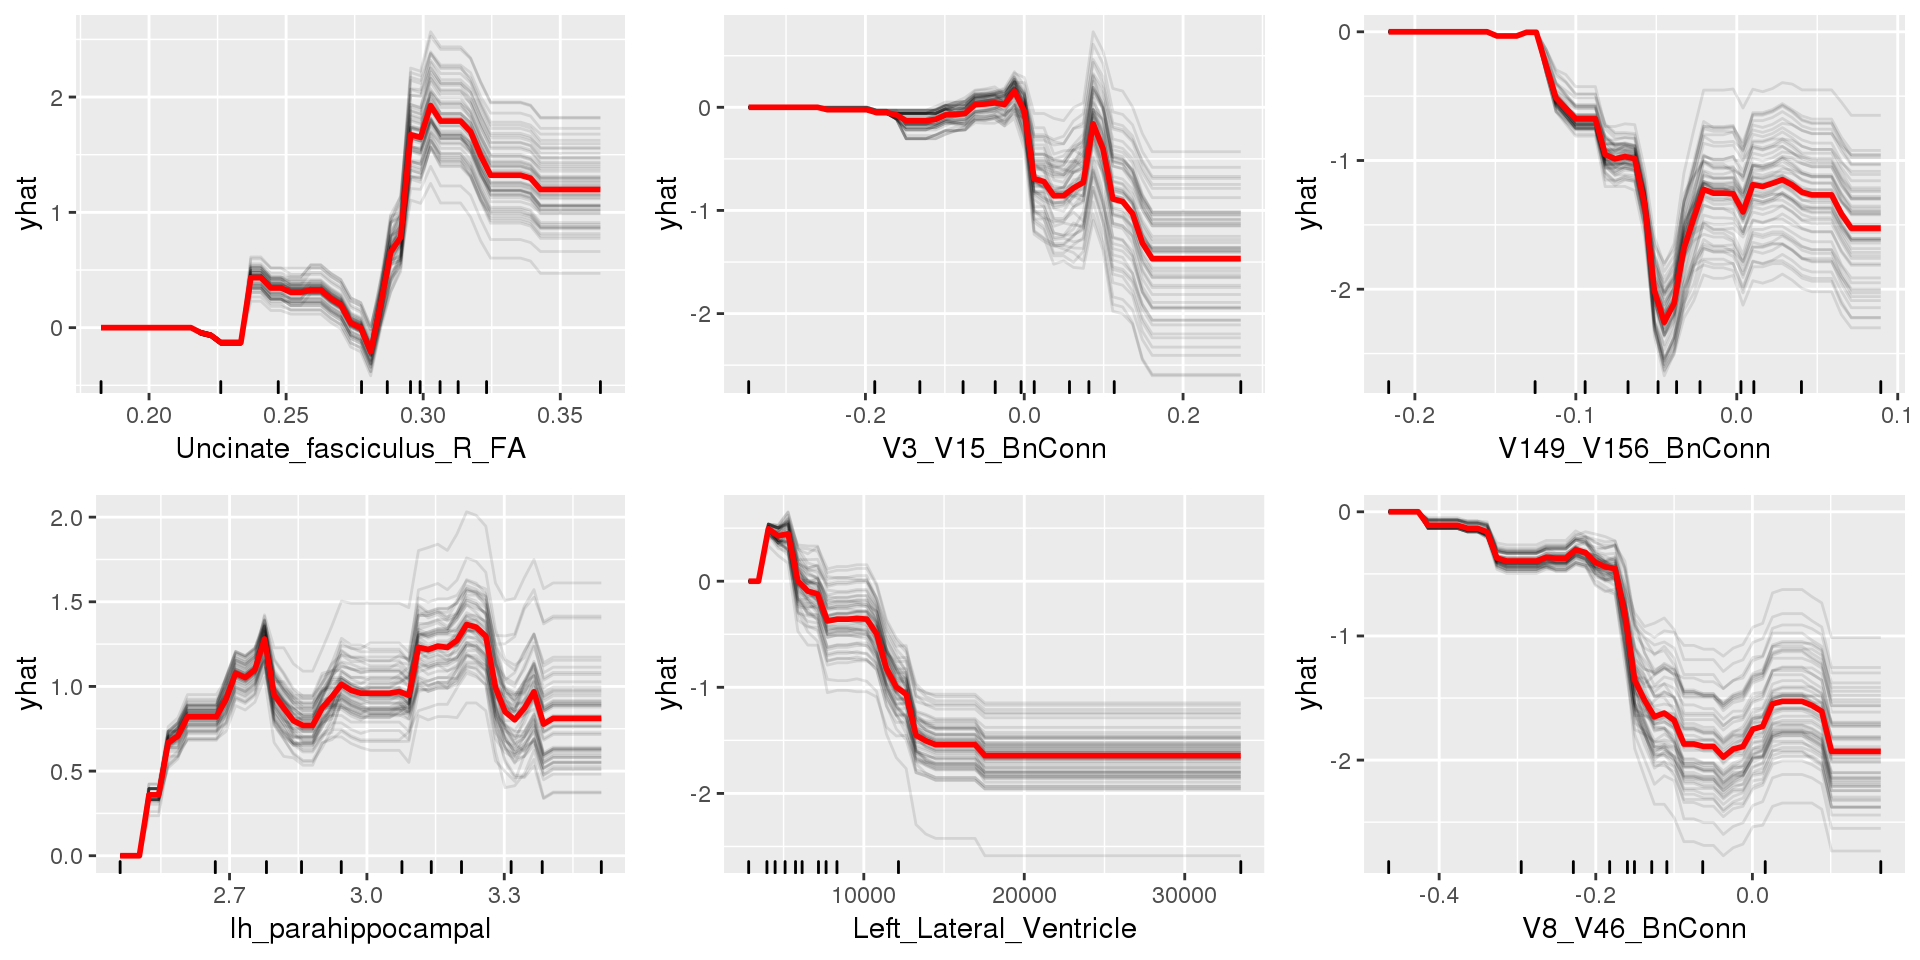 yhat
2
1
0
0.20 0.25 0.30 0.35
Uncinate_fasciculus_R_FA
yhat
0
-1
-2
-0.2 0.0 0.2
V3_V15_BnConn
yhat
0
-1
-2
-0.2 -0.1 0.0 0.1
V149_V156_BnConn
yhat
2.0
1.5
1.0
0.5
0.0
2.7 3.0 3.3
lh_parahippocampal
yhat
0
-1
-2
10000 20000 30000
Left_Lateral_Ventricle
yhat
0
-1
-2
-0.4 -0.2 0.0
V8_V46_BnConn